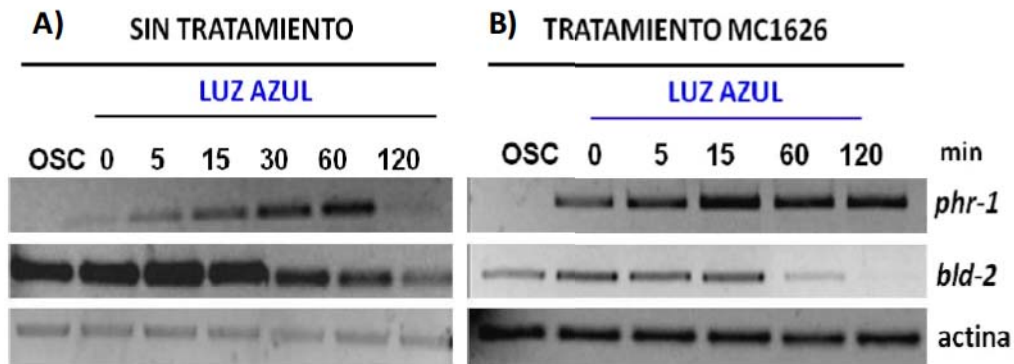 A) SIN TRATAMIENTO
LUZ AZUL
OSC 0 5 15 30 60 120
B) TRATAMIENTO MC1626
LUZ AZUL
OSC 0 5 15 60 120 min
phr-1
bld-2
actina